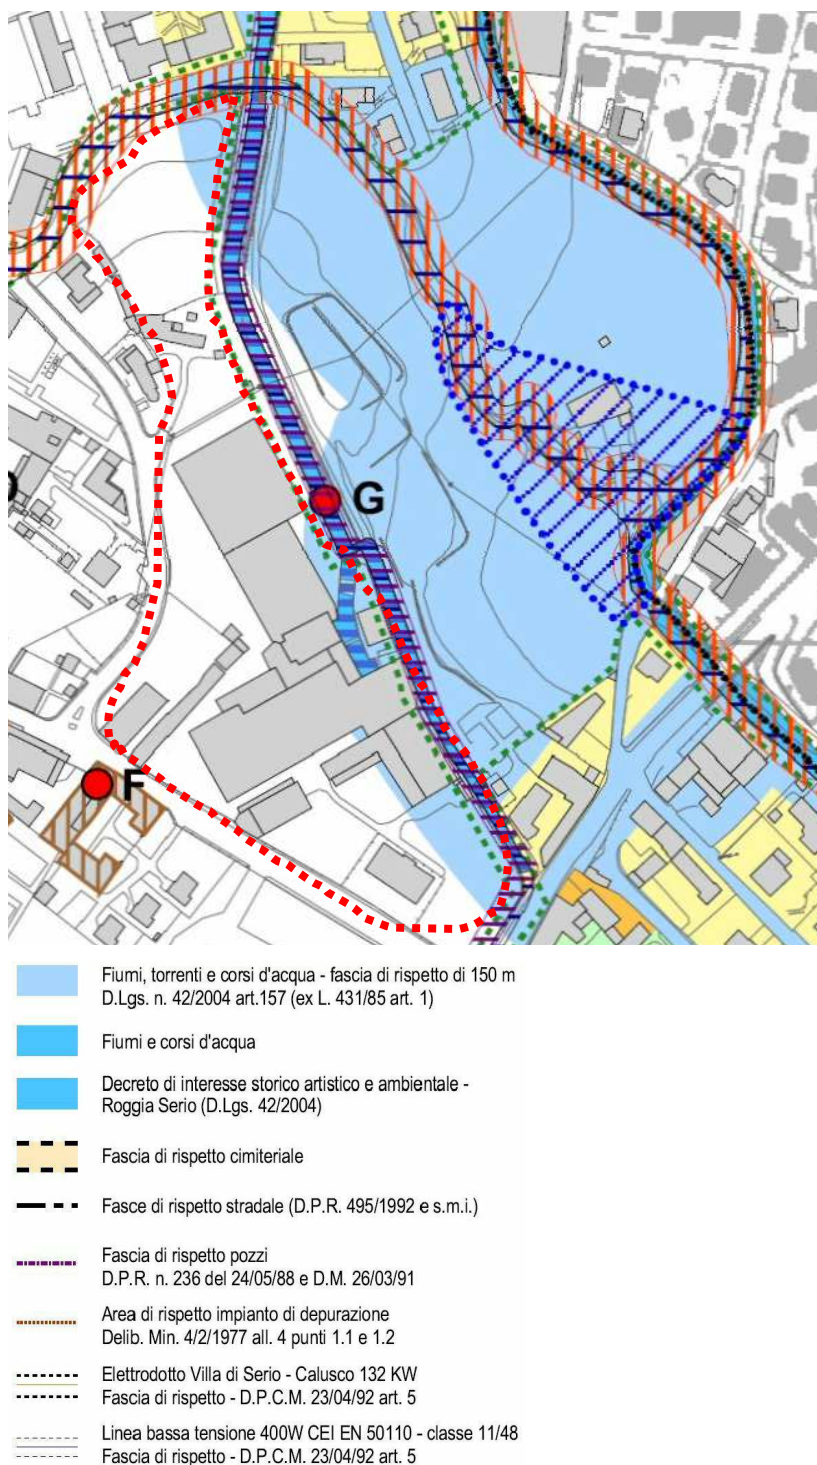 G
F
Fiumi, torrenti e corsi d'acqua - fascia di rispetto di 150 m
D.Lgs. n. 42/2004 art.157 (ex L. 431/85 art. 1)
Fiumi e corsi d'acqua
Decreto di interesse storico artistico e ambientale -
Roggia Serio (D.Lgs. 42/2004)
Fascia di rispetto cimiteriale
Fasce di rispetto stradale (D.P.R. 495/1992 e s.m.i.)
Fascia di rispetto pozzi
D.P.R. n. 236 del 24/05/88 e D.M. 26/03/91
Area di rispetto impianto di depurazione
Delib. Min. 4/2/1977 all. 4 punti 1.1 e 1.2
Elettrodotto Villa di Serio - Calusco 132 KW
Fascia di rispetto - D.P.C.M. 23/04/92 art. 5
Linea bassa tensione 400W CEI EN 50110 - classe 11/48
Fascia di rispetto - D.P.C.M. 23/04/92 art. 5